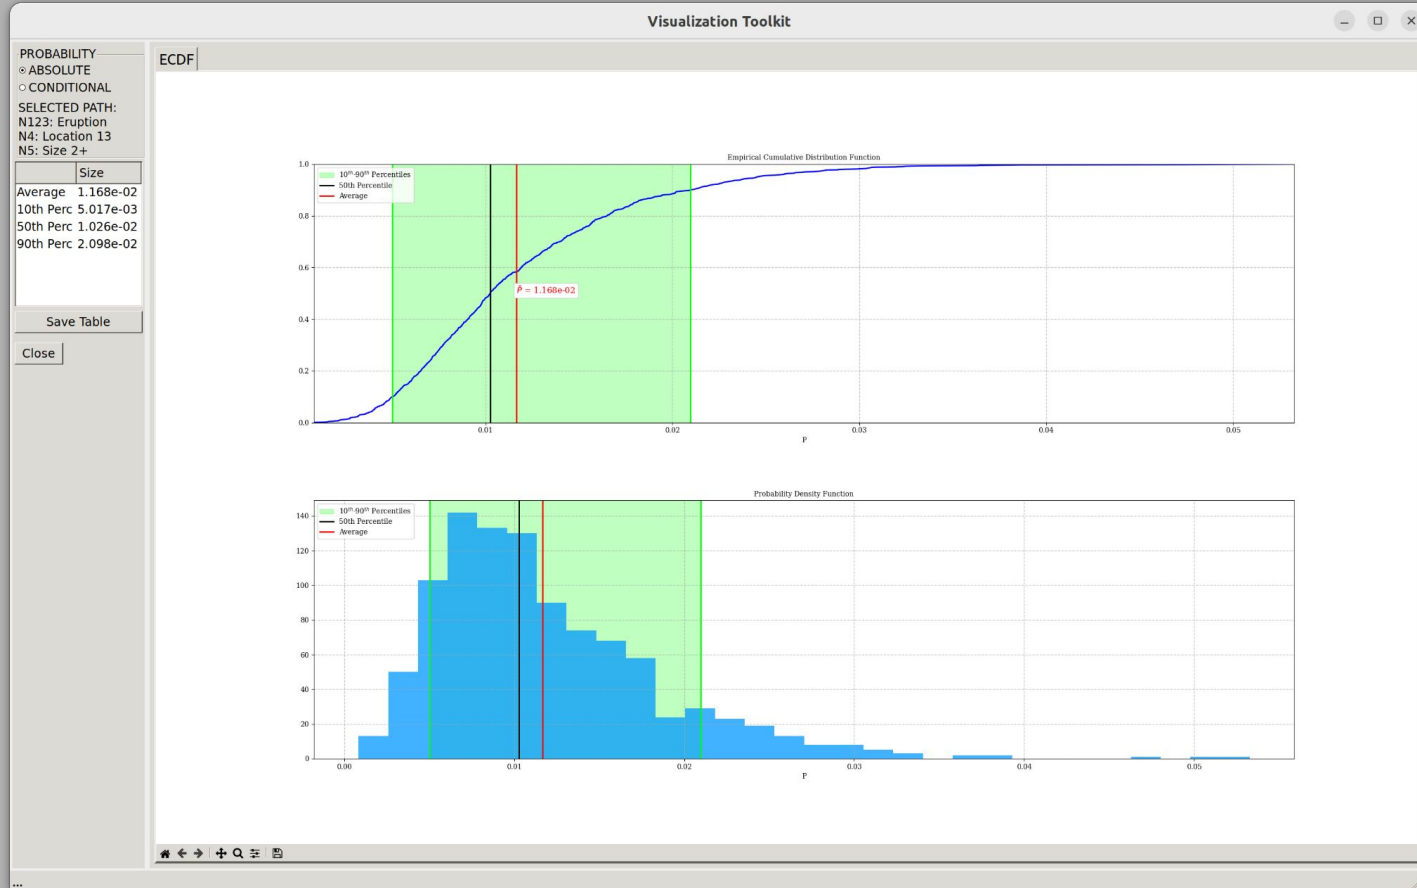 Visualization Toolkit
PROBABILITY
ABSOLUTE
CONDITIONAL
SELECTED PATH:
N123: Eruption
N4: Location 13
N5: Size 2+
Size
Average 1.168e-02
10th Perc 5.017e-03
50th Perc 1.026e-02
90th Perc 2.098e-02
Save Table
Close
ECDF
Empirical Cumulative Distribution Function
10th-90th Percentiles
50th Percentile
Average
1.0
0.8
0.6
0.4
0.2
0.0
P̄ = 1.168e-02
0.01 0.02 0.03 0.04 0.05
P
Probability Density Function
10th-90th Percentiles
50th Percentile
Average
140
120
100
80
60
40
20
0
0.00 0.01 0.02 0.03 0.04 0.05
P
...